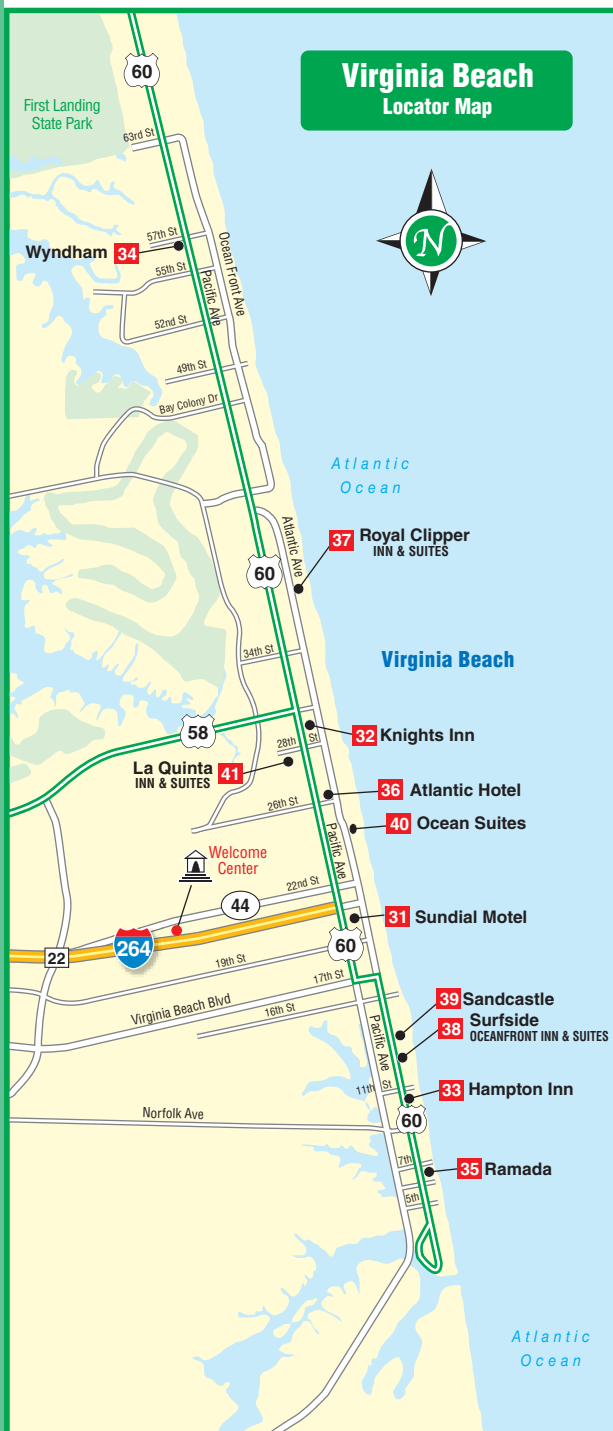 Virginia Beach
Locator Map
60
First Landing
State Park
63rd St
N
57th St
Wyndham 34
Ocean Front Ave
55th St
Pacific Ave
52nd St
49th St
Bay Colony Dr
Atlantic
Ocean
Atlantic Ave
37 Royal Clipper
INN & SUITES
60
34th St
Virginia Beach
58
32 Knights Inn
28th St
La Quinta 41
INN & SUITES
36 Atlantic Hotel
26th St
40 Ocean Suites
Pacific Ave
Welcome
Center
22nd St
44
31 Sundial Motel
60
264
22
19th St
17th St
39 Sandcastle
Virginia Beach Blvd
16th St
38 Surfside
OCEANFRONT INN & SUITES
Pacific Ave
11th St
33 Hampton Inn
Norfolk Ave
60
7th
35 Ramada
5th
Atlantic
Ocean